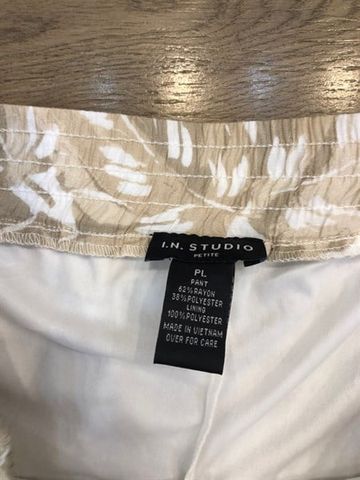 I.N. STUDIO
PETITE
PL
PANT
62% RAYON
38% POLYESTER
LINING
100% POLYESTER
MADE IN VIETNAM
OVER FOR CARE